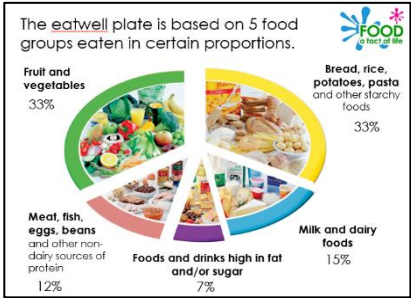 The eatwell plate is based on 5 food
groups eaten in certain proportions.
FOOD
a fact of life
Fruit and
vegetables
33%
Bread, rice,
potatoes, pasta
and other starchy
foods
33%
Meat, fish,
eggs, beans
and other non-
dairy sources of
protein
12%
Foods and drinks high in fat
and/or sugar
7%
Milk and dairy
foods
15%